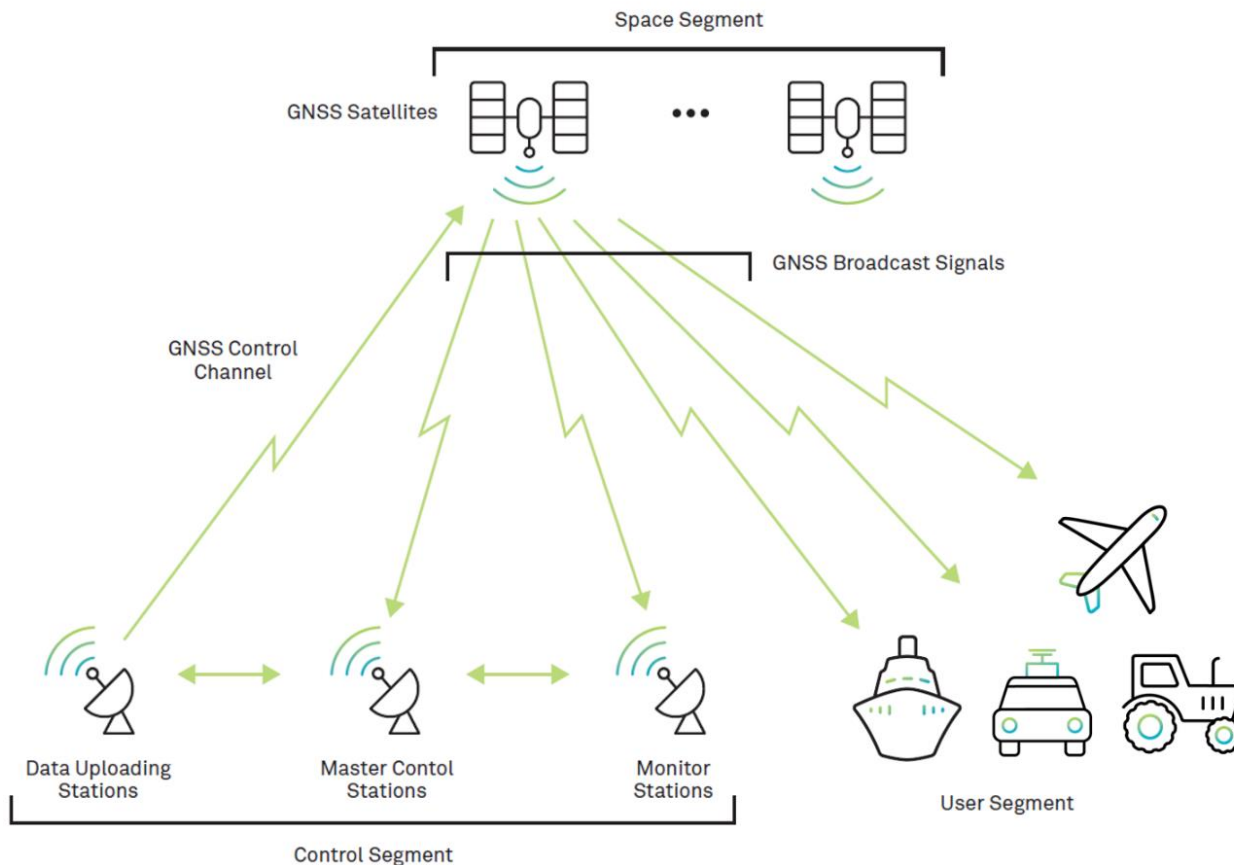 Space Segment
GNSS Satellites
GNSS Broadcast Signals
GNSS Control
Channel
Data Uploading
Stations
Master Contol
Stations
Monitor
Stations
User Segment
Control Segment